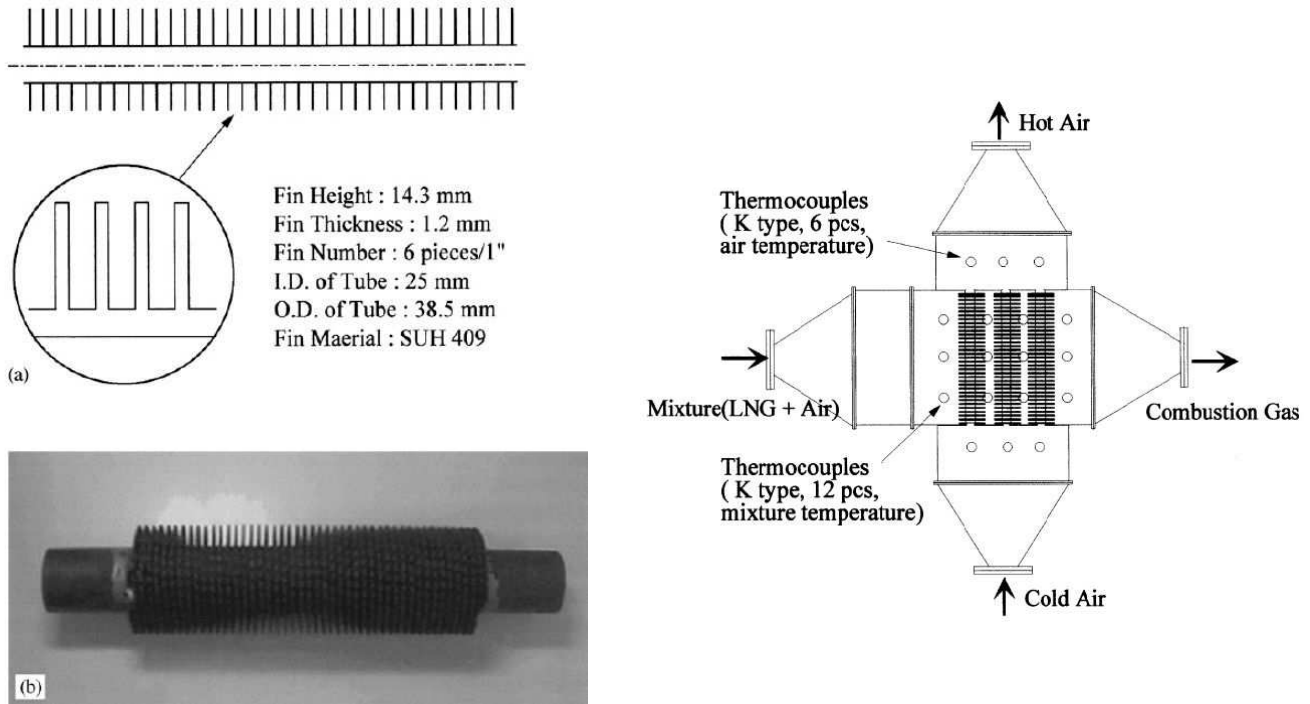 Fin Height : 14.3 mm
Fin Thickness : 1.2 mm
Fin Number : 6 pieces/1"
I.D. of Tube : 25 mm
O.D. of Tube : 38.5 mm
Fin Maerial : SUH 409
(a)
(b)
Hot Air
Thermocouples
( K type, 6 pcs,
air temperature)
Mixture(LNG + Air)
Combustion Gas
Thermocouples
( K type, 12 pcs,
mixture temperature)
Cold Air